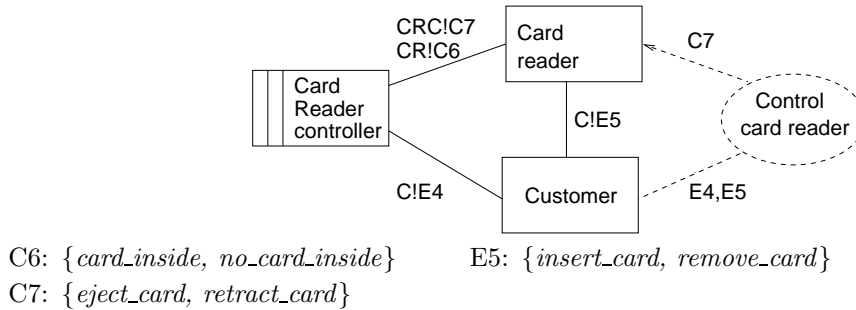 CRC!C7
CR!C6
Card
reader
C7
Card
Reader
controller
Control
card reader
C!E5
C!E4
Customer
E4,E5
C6: {card_inside, no_card_inside}
E5: {insert_card, remove_card}
C7: {eject_card, retract_card}